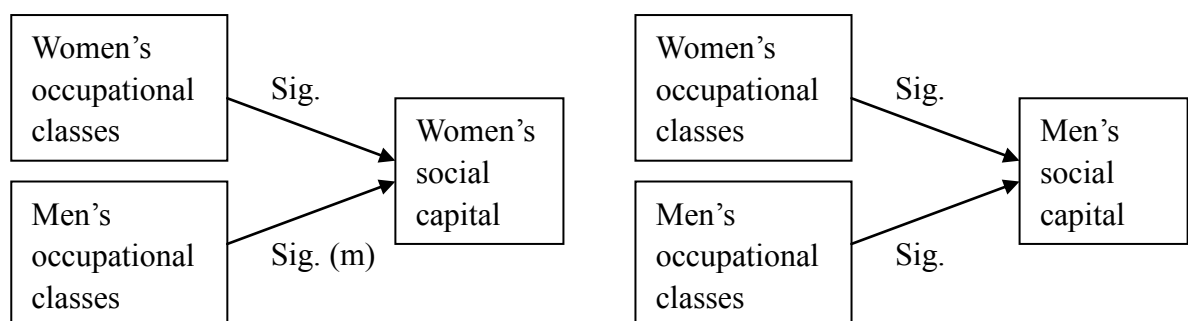 Women’s
occupational
classes
Sig.
Women’s
social
capital
Men’s
occupational
classes
Sig. (m)
Women’s
occupational
classes
Sig.
Men’s
social
capital
Men’s
occupational
classes
Sig.